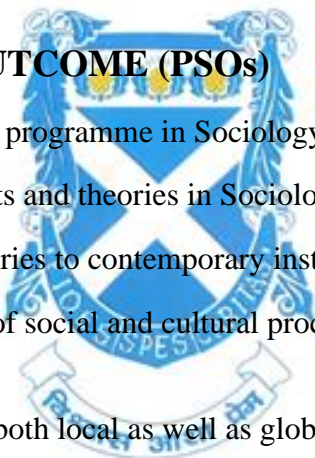 UTCOME (PSOs)
programme in Sociology
ts and theories in Sociolo
ries to contemporary inst
of social and cultural proc
both local as well as glob